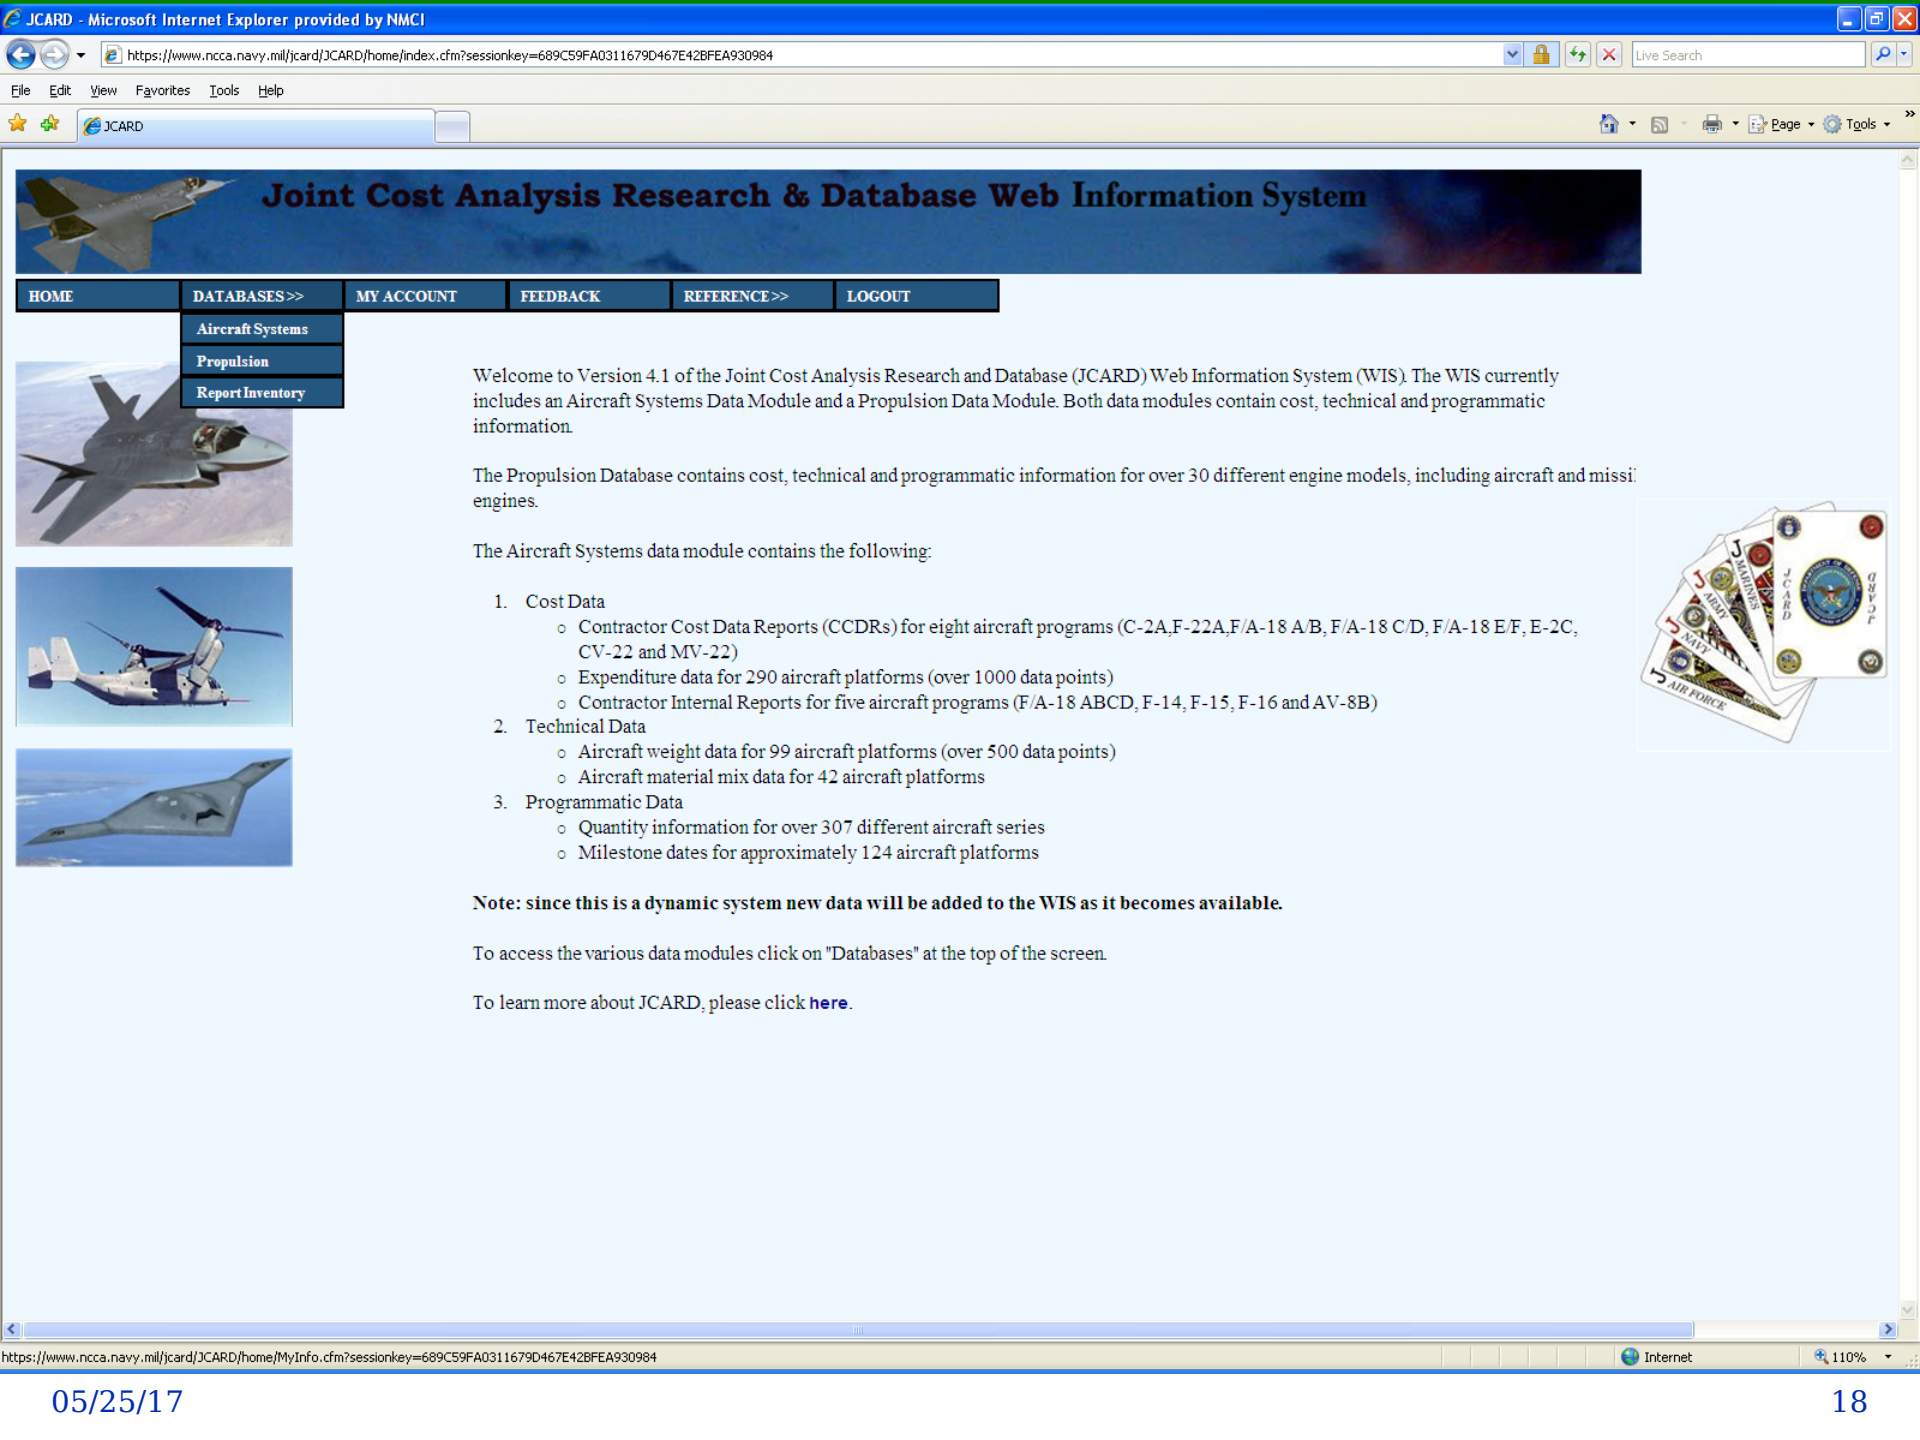 JCARD - Microsoft Internet Explorer provided by NMCI
https://www.ncca.navy.mil/jcard/JCARD/home/index.cfm?sessionkey=689C59FA0311679D467E42BFEA930984
Live Search
File Edit View Favorites Tools Help
JCARD
Page Tools »
Joint Cost Analysis Research & Database Web Information System
HOME DATABASES>> MY ACCOUNT FEEDBACK REFERENCE>> LOGOUT
Aircraft Systems
Propulsion
Report Inventory
Welcome to Version 4.1 of the Joint Cost Analysis Research and Database (JCARD) Web Information System (WIS). The WIS currently
includes an Aircraft Systems Data Module and a Propulsion Data Module. Both data modules contain cost, technical and programmatic
information.
The Propulsion Database contains cost, technical and programmatic information for over 30 different engine models, including aircraft and missil
engines.
The Aircraft Systems data module contains the following:
1. Cost Data
o Contractor Cost Data Reports (CCDRs) for eight aircraft programs (C-2A,F-22A,F/A-18 A/B, F/A-18 C/D, F/A-18 E/F, E-2C,
CV-22 and MV-22)
o Expenditure data for 290 aircraft platforms (over 1000 data points)
o Contractor Internal Reports for five aircraft programs (F/A-18 ABCD, F-14, F-15, F-16 and AV-8B)
2. Technical Data
o Aircraft weight data for 99 aircraft platforms (over 500 data points)
o Aircraft material mix data for 42 aircraft platforms
3. Programmatic Data
o Quantity information for over 307 different aircraft series
o Milestone dates for approximately 124 aircraft platforms
Note: since this is a dynamic system new data will be added to the WIS as it becomes available.
To access the various data modules click on "Databases" at the top of the screen.
To learn more about JCARD, please click here.
JCARD
JCARD
J MARINES
J ARMY
J NAVY
J AIR FORCE
https://www.ncca.navy.mil/jcard/JCARD/home/MyInfo.cfm?sessionkey=689C59FA0311679D467E42BFEA930984
Internet
110%
05/25/17
18